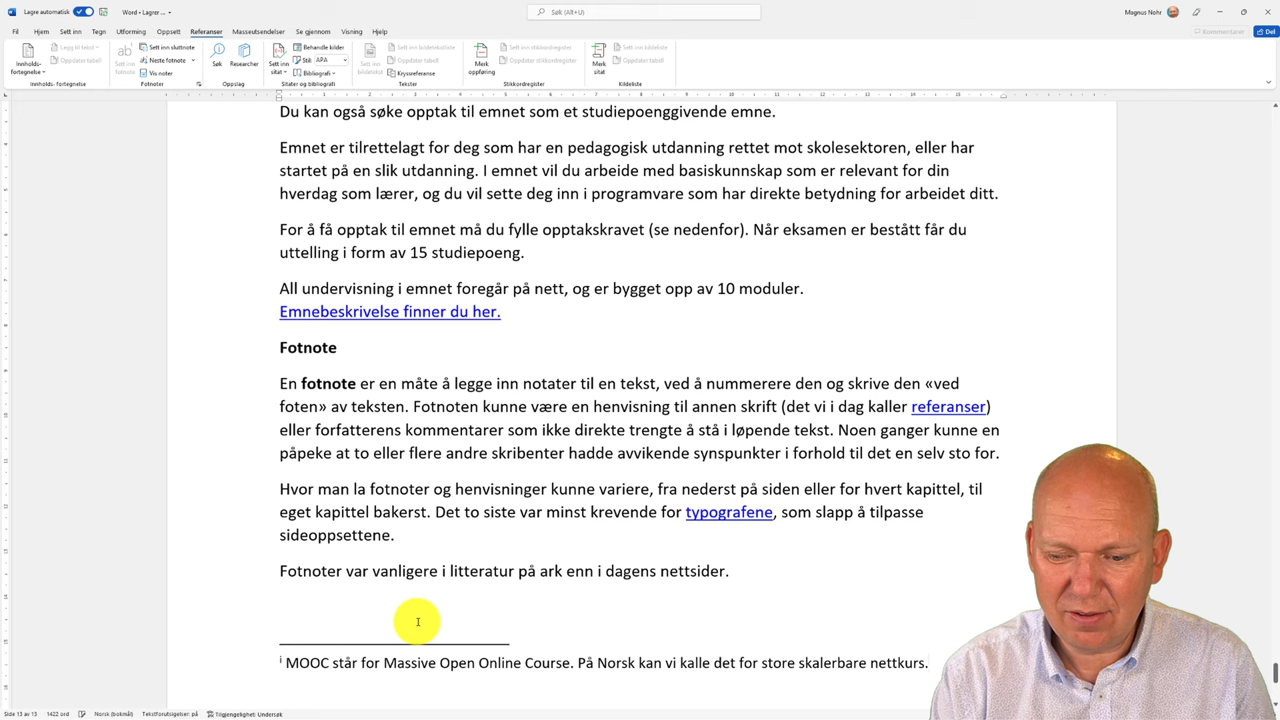 Lagre automatisk
Word • Lagrer ...
Søk (Alt+U)
Magnus Nohr
Fil Hjem Sett inn Tegn Utforming Oppsett Referanser Masseutsendelser Se gjennom Visning Hjelp
Kommentarer Del
Innholds-
fortegnelse
Legg til tekst
Oppdater tabell
Innholds- fortegnelse
ab
Sett inn
fotnote
Sett inn sluttnote
Neste fotnote
Vis noter
Fotnoter
Søk Researcher
Oppslag
Sett inn
sitat
Behandle kilder
Stil: APA
Bibliografi
Sitater og bibliografi
Sett inn
bildetekst
Sett inn bildetekstliste
Oppdater tabell
Kryssreferanse
Tekster
Merk
oppføring
Sett inn stikkordregister
Oppdater indeks
Stikkordregister
Merk
sitat
Sett inn kildeliste
Oppdater tabell
Kildeliste
Du kan også søke opptak til emnet som et studiepoenggivende emne.
Emnet er tilrettelagt for deg som har en pedagogisk utdanning rettet mot skolesektoren, eller har
startet på en slik utdanning. I emnet vil du arbeide med basiskunnskap som er relevant for din
hverdag som lærer, og du vil sette deg inn i programvare som har direkte betydning for arbeidet ditt.
For å få opptak til emnet må du fylle opptakskravet (se nedenfor). Når eksamen er bestått får du
uttelling i form av 15 studiepoeng.
All undervisning i emnet foregår på nett, og er bygget opp av 10 moduler.
Emnebeskrivelse finner du her.
Fotnote
En fotnote er en måte å legge inn notater til en tekst, ved å nummerere den og skrive den «ved
foten» av teksten. Fotnoten kunne være en henvisning til annen skrift (det vi i dag kaller referanser)
eller forfatterens kommentarer som ikke direkte trengte å stå i løpende tekst. Noen ganger kunne en
påpeke at to eller flere andre skribenter hadde avvikende synspunkter i forhold til det en selv sto for.
Hvor man la fotnoter og henvisninger kunne variere, fra nederst på siden eller for hvert kapittel, til
eget kapittel bakerst. Det to siste var minst krevende for typografene, som slapp å tilpasse
sideoppsettene.
Fotnoter var vanligere i litteratur på ark enn i dagens nettsider.
i MOOC står for Massive Open Online Course. På Norsk kan vi kalle det for store skalerbare nettkurs.
Side 13 av 13 1422 ord. Norsk (bokmål) Tekstforutsigelser: på Tilgjengelighet: Undersøk